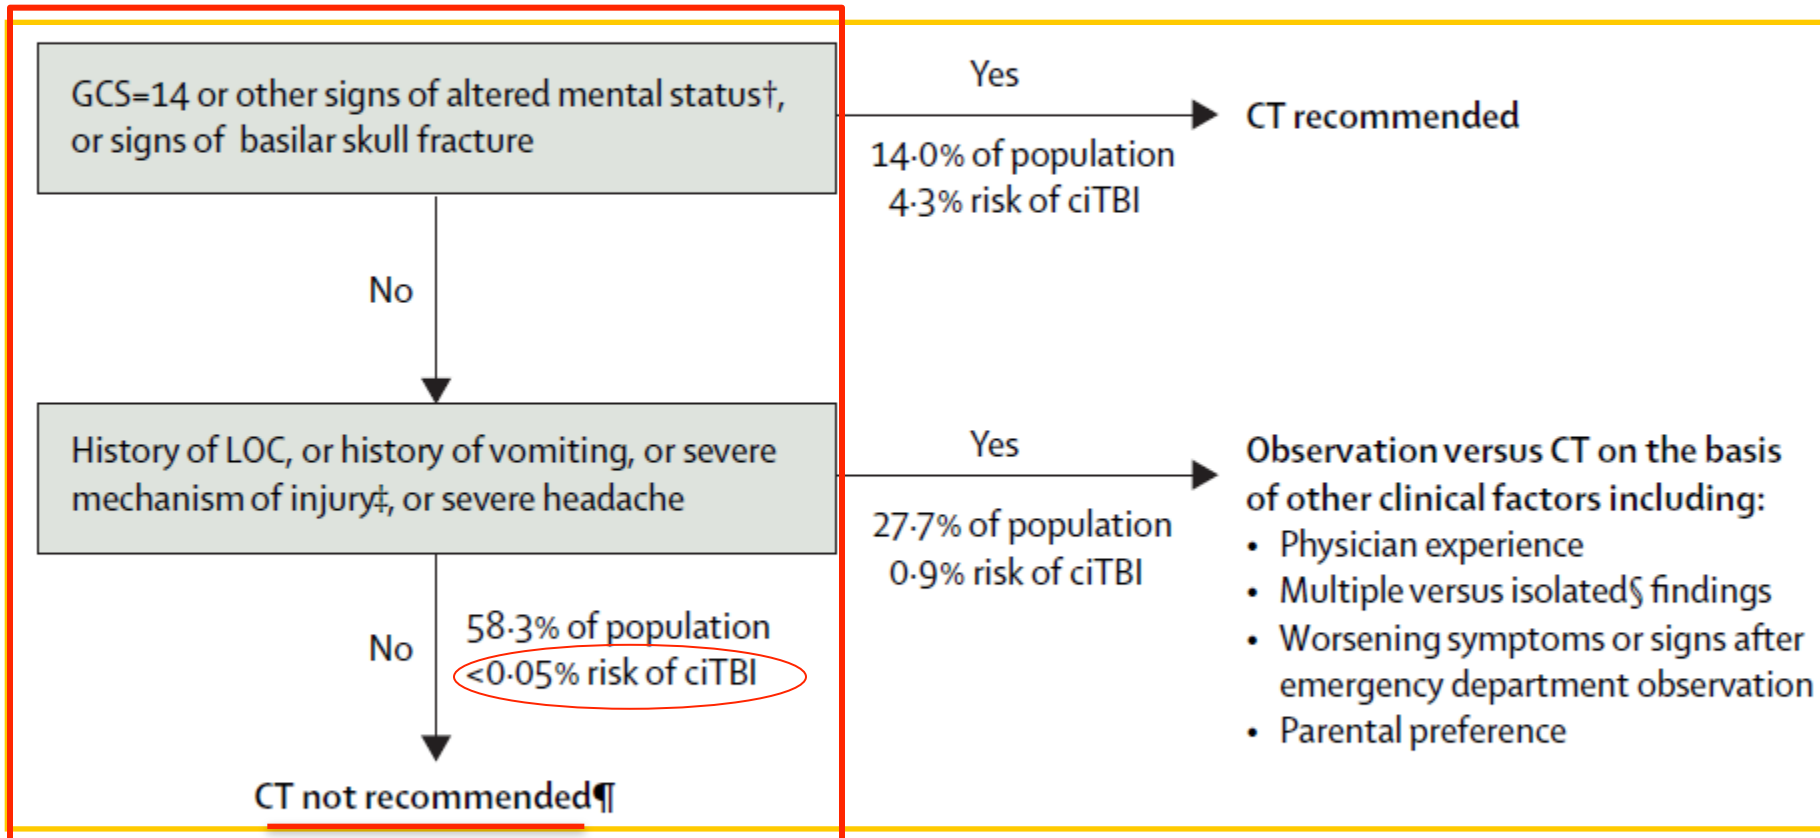 GCS=14 or other signs of altered mental status†,
or signs of basilar skull fracture
Yes
14·0% of population
4·3% risk of ciTBI
CT recommended
No
History of LOC, or history of vomiting, or severe
mechanism of injury‡, or severe headache
Yes
27·7% of population
0·9% risk of ciTBI
Observation versus CT on the basis
of other clinical factors including:
• Physician experience
• Multiple versus isolated§ findings
• Worsening symptoms or signs after
emergency department observation
• Parental preference
No
58·3% of population
<0·05% risk of ciTBI
CT not recommended¶